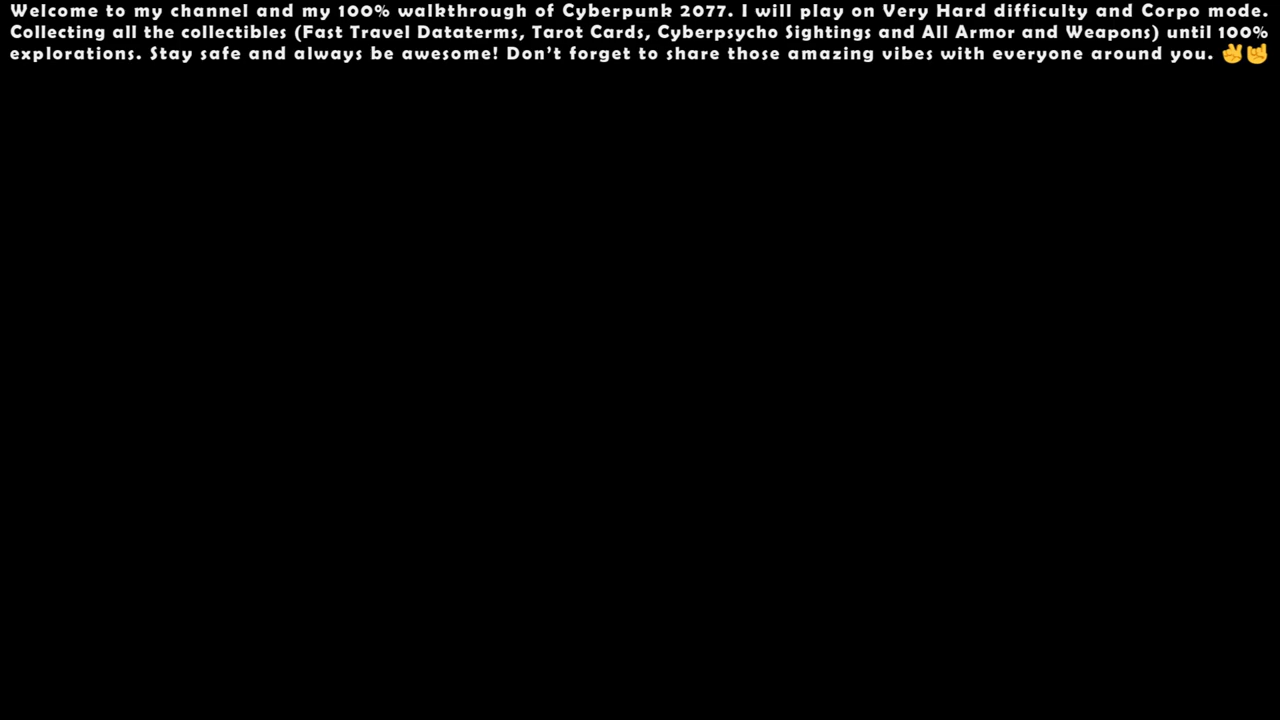 Welcome to my channel and my 100% walkthrough of Cyberpunk 2077. I will play on Very Hard difficulty and Corpo mode.
Collecting all the collectibles (Fast Travel Dataterms, Tarot Cards, Cyberpsycho Sightings and All Armor and Weapons) until 100%
explorations. Stay safe and always be awesome! Don’t forget to share those amazing vibes with everyone around you. ✌🤘